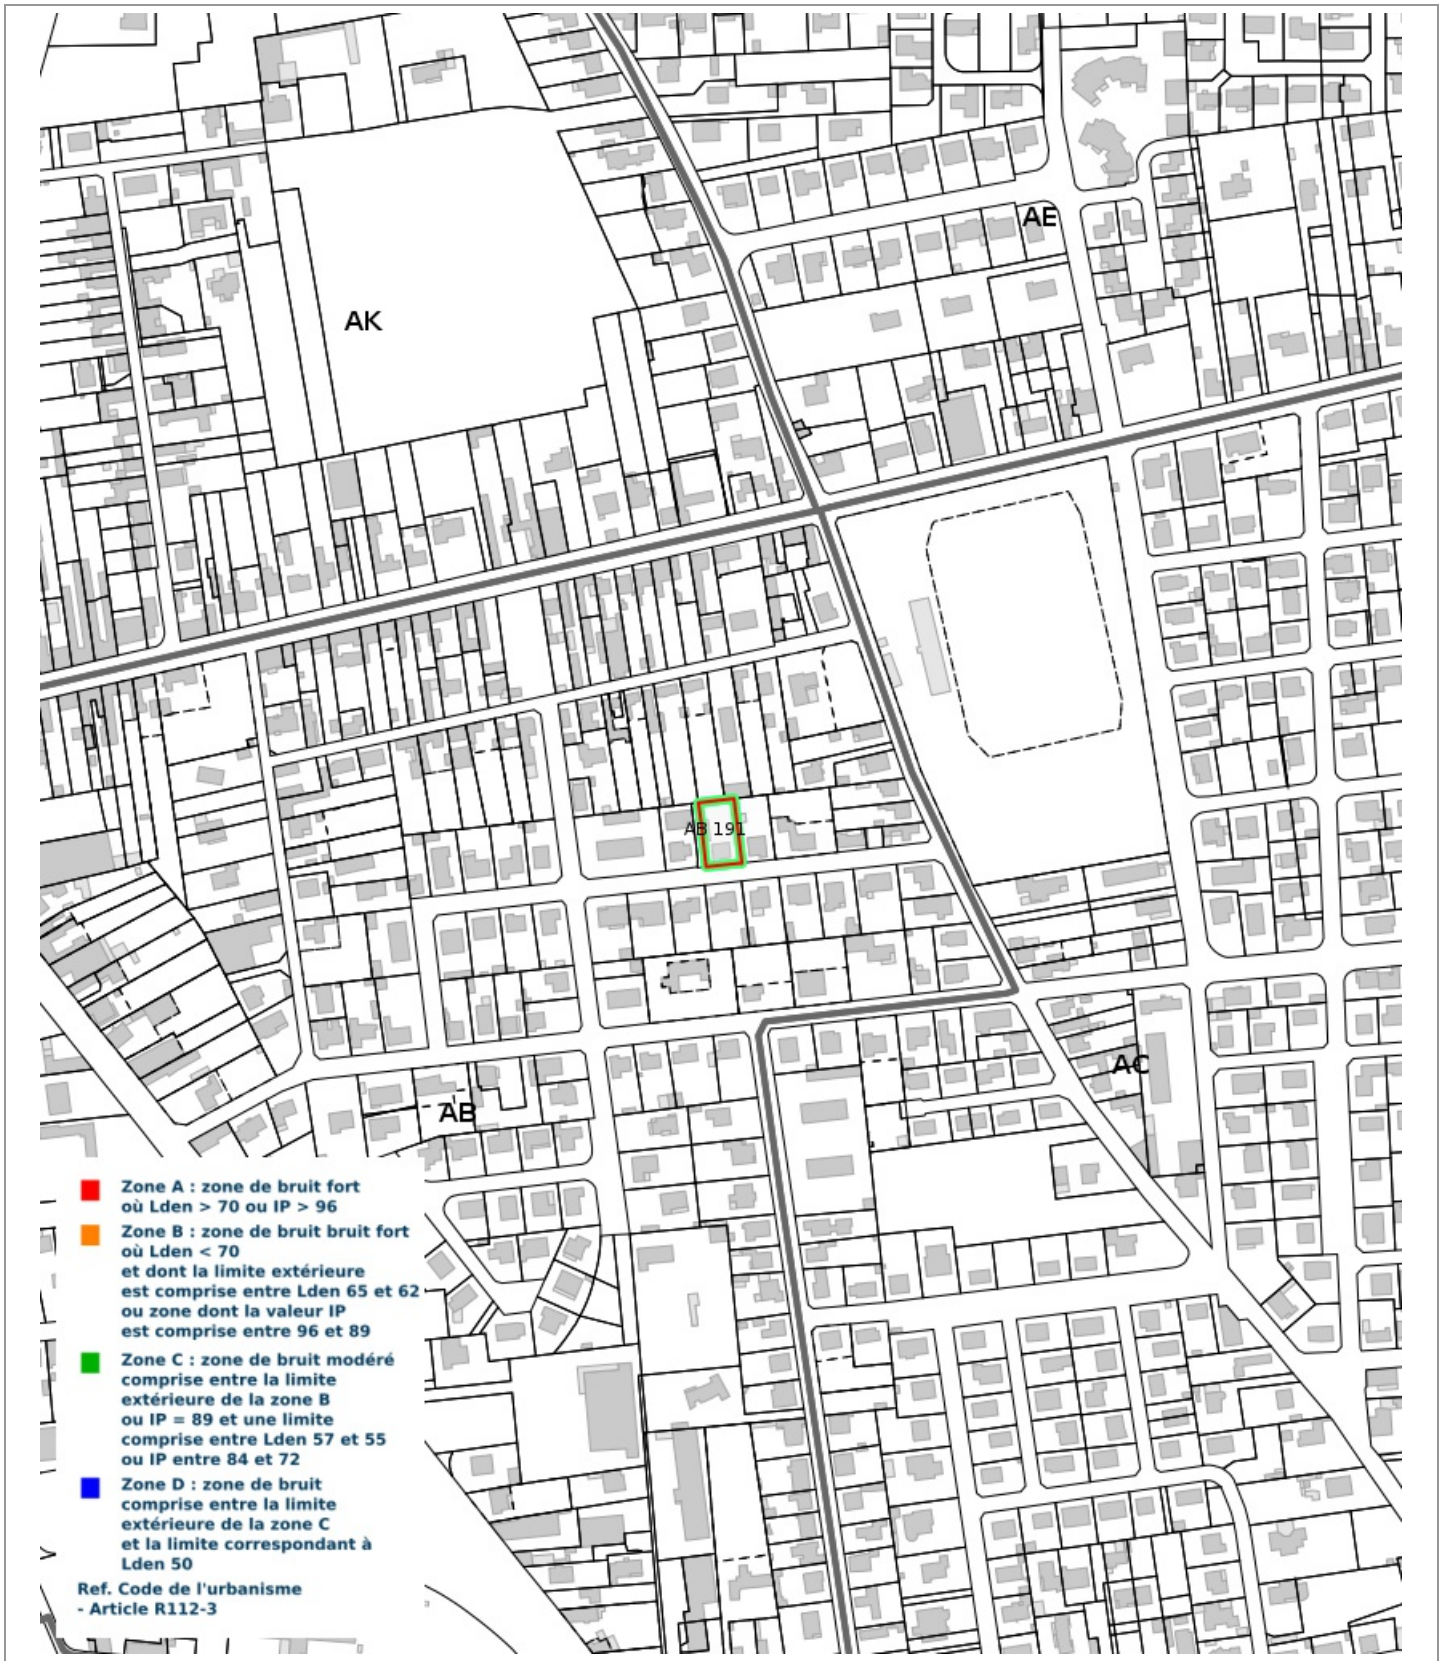 AE
AK
AB 191
AC
AB
Zone A : zone de bruit fort
où Lden > 70 ou IP > 96
Zone B : zone de bruit bruit fort
où Lden < 70
et dont la limite extérieure
est comprise entre Lden 65 et 62
ou zone dont la valeur IP
est comprise entre 96 et 89
Zone C : zone de bruit modéré
comprise entre la limite
extérieure de la zone B
ou IP = 89 et une limite
comprise entre Lden 57 et 55
ou IP entre 84 et 72
Zone D : zone de bruit
comprise entre la limite
extérieure de la zone C
et la limite correspondant à
Lden 50
Ref. Code de l'urbanisme
- Article R112-3